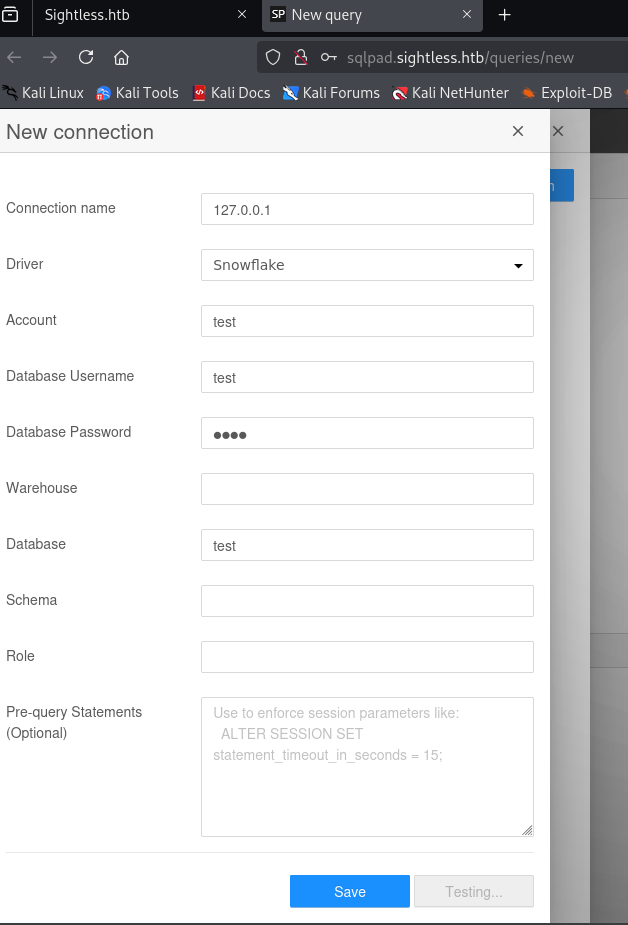 Sightless.htb
SP New query
sqlpad.sightless.htb/queries/new
Kali Linux Kali Tools Kali Docs Kali Forums Kali NetHunter Exploit-DB
New connection
Connection name 127.0.0.1
Driver Snowflake
Account test
Database Username test
Database Password ●●●●
Warehouse
Database test
Schema
Role
Pre-query Statements
(Optional)
Use to enforce session parameters like:
ALTER SESSION SET
statement_timeout_in_seconds = 15;
Save Testing...